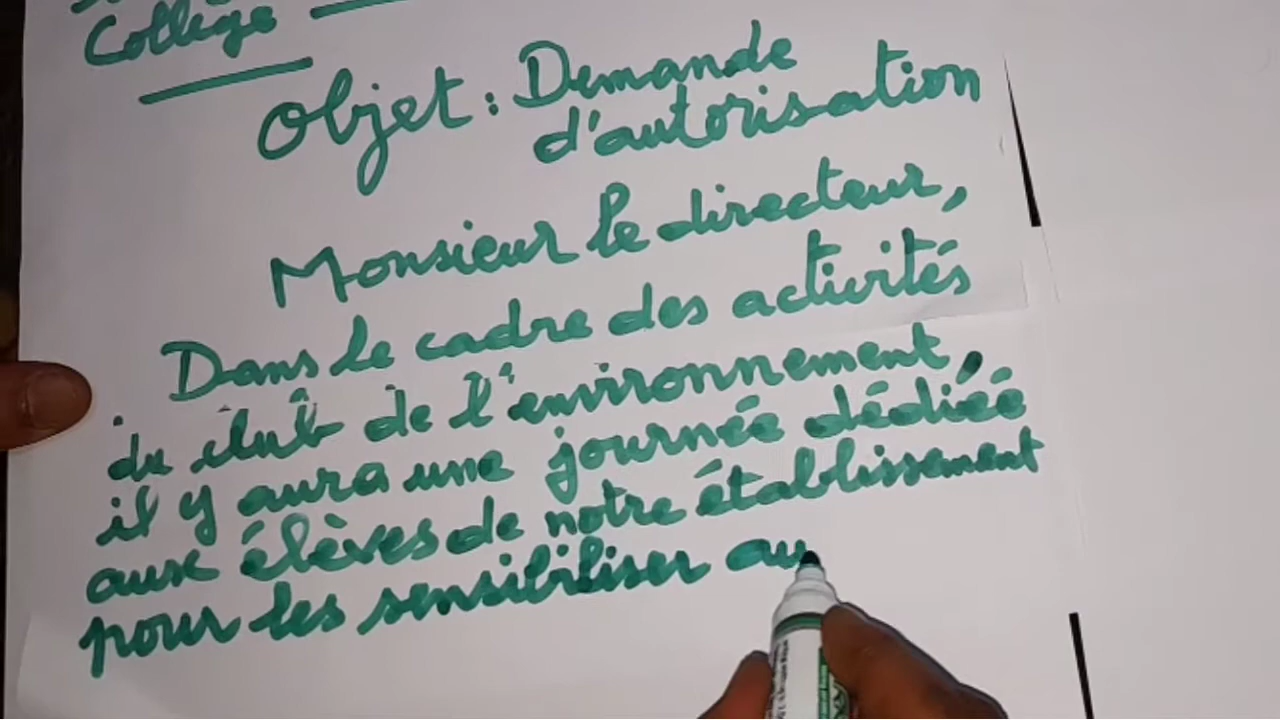 Collège
Objet : Demande
d'autorisation
Monsieur le directeur,
Dans le cadre des activités
du club de l'environnement,
il y aura une journée dédiée
aux élèves de notre établissement
pour les sensibiliser au